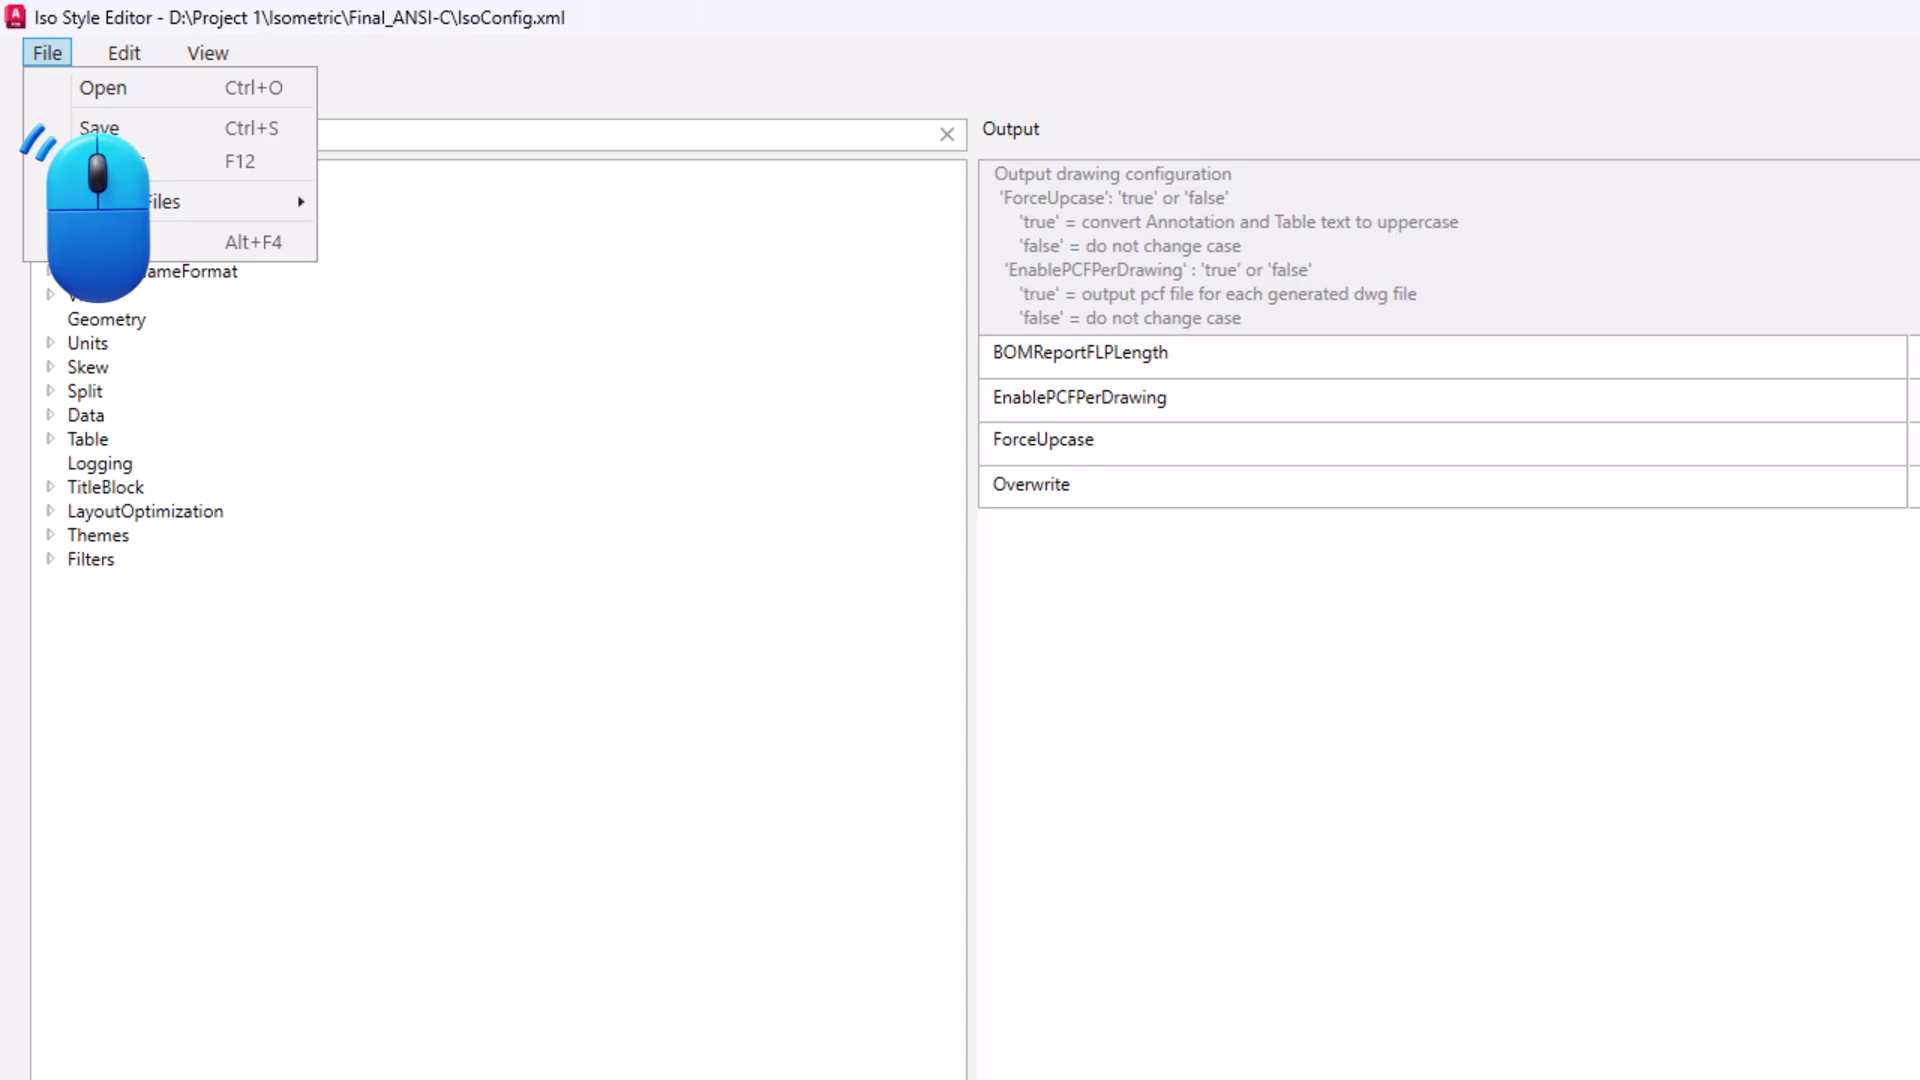 Iso Style Editor - D:\Project 1\Isometric\Final_ANSI-C\IsoConfig.xml
File Edit View
Open Ctrl+O
Save Ctrl+S
F12
Files
Alt+F4
Output
Output drawing configuration
'ForceUpcase': 'true' or 'false'
'true' = convert Annotation and Table text to uppercase
'false' = do not change case
'EnablePCFPerDrawing' : 'true' or 'false'
'true' = output pcf file for each generated dwg file
'false' = do not change case
BOMReportFLPLength
EnablePCFPerDrawing
ForceUpcase
Overwrite
ameFormat
Geometry
Units
Skew
Split
Data
Table
Logging
TitleBlock
LayoutOptimization
Themes
Filters